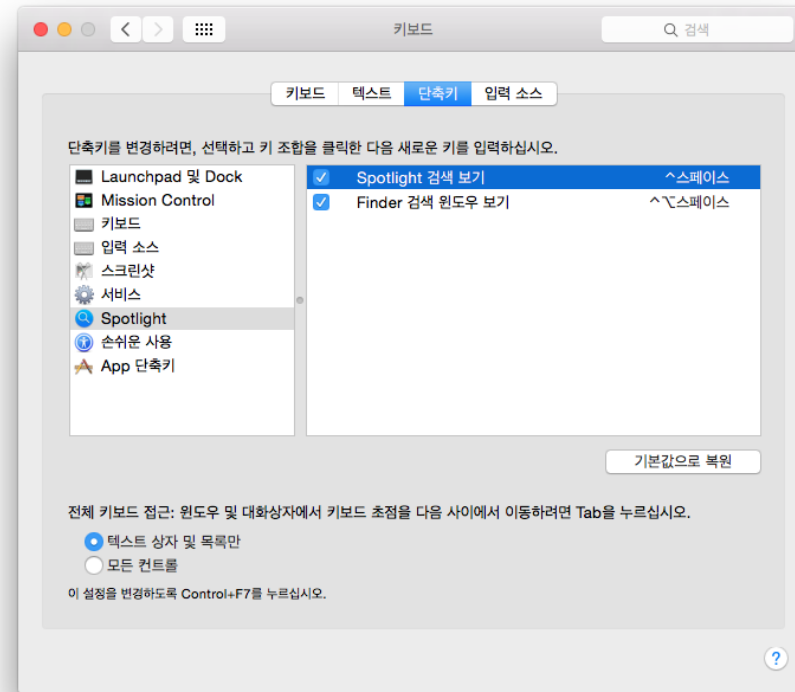 키보드
검색
키보드 텍스트 단축키 입력 소스
단축키를 변경하려면, 선택하고 키 조합을 클릭한 다음 새로운 키를 입력하십시오.
Launchpad 및 Dock
Mission Control
키보드
입력 소스
스크린샷
서비스
Spotlight
손쉬운 사용
App 단축키
Spotlight 검색 보기 ^스페이스
Finder 검색 윈도우 보기 ^⌥스페이스
기본값으로 복원
전체 키보드 접근: 윈도우 및 대화상자에서 키보드 초점을 다음 사이에서 이동하려면 Tab을 누르십시오.
텍스트 상자 및 목록만
모든 컨트롤
이 설정을 변경하도록 Control+F7를 누르십시오.
?